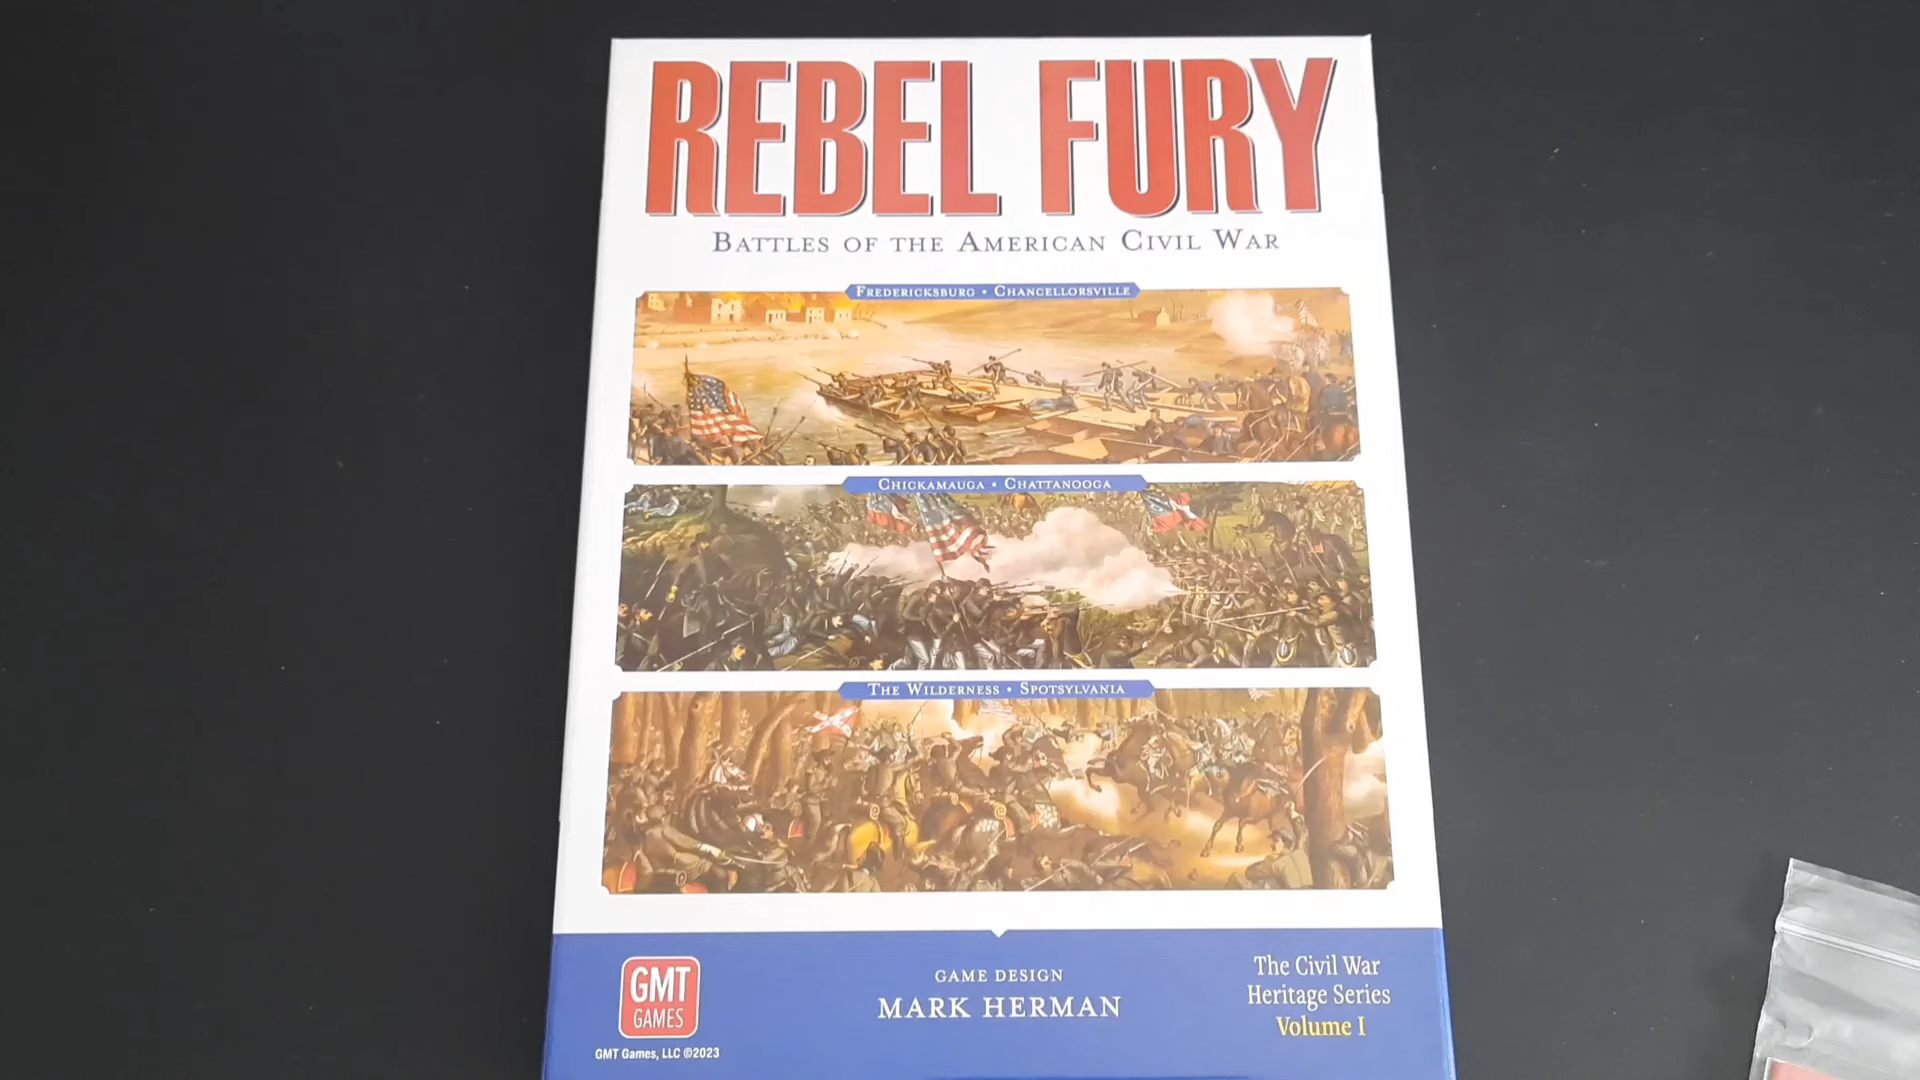 REBEL FURY
BATTLES OF THE AMERICAN CIVIL WAR
FREDERICKSBURG • CHANCELLORSVILLE
CHICKAMAUGA • CHATTANOOGA
THE WILDERNESS • SPOTSYLVANIA
GMT
GAMES
GMT Games, LLC ©2023
GAME DESIGN
MARK HERMAN
The Civil War
Heritage Series
Volume I